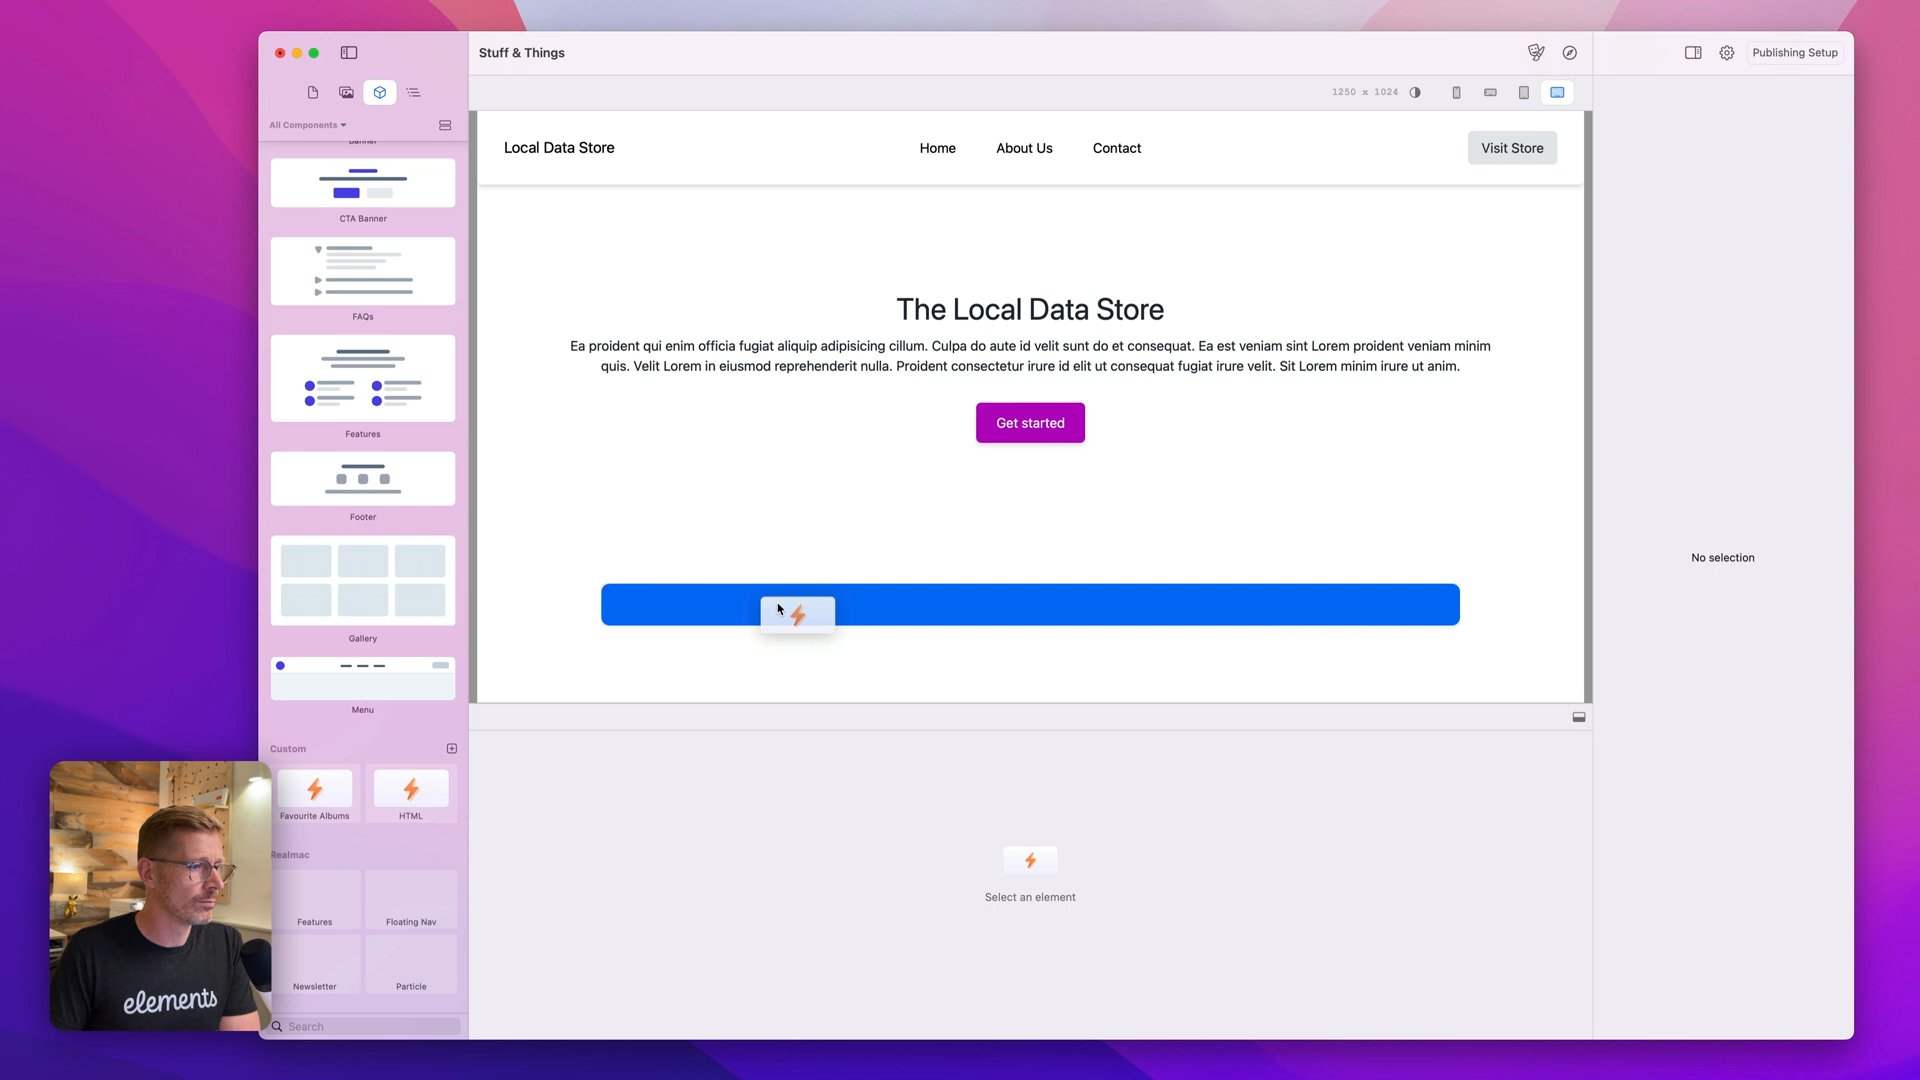 Stuff & Things
Publishing Setup
1250 x 1024
All Components
Banner
CTA Banner
FAQs
Features
Footer
Gallery
Menu
Custom
Favourite Albums
HTML
Realmac
Features
Floating Nav
Newsletter
Particle
Search
Local Data Store
Home
About Us
Contact
Visit Store
The Local Data Store
Ea proident qui enim officia fugiat aliquip adipisicing cillum. Culpa do aute id velit sunt do et consequat. Ea est veniam sint Lorem proident veniam minim
quis. Velit Lorem in eiusmod reprehenderit nulla. Proident consectetur irure id elit ut consequat fugiat irure velit. Sit Lorem minim irure ut anim.
Get started
Select an element
No selection
elements